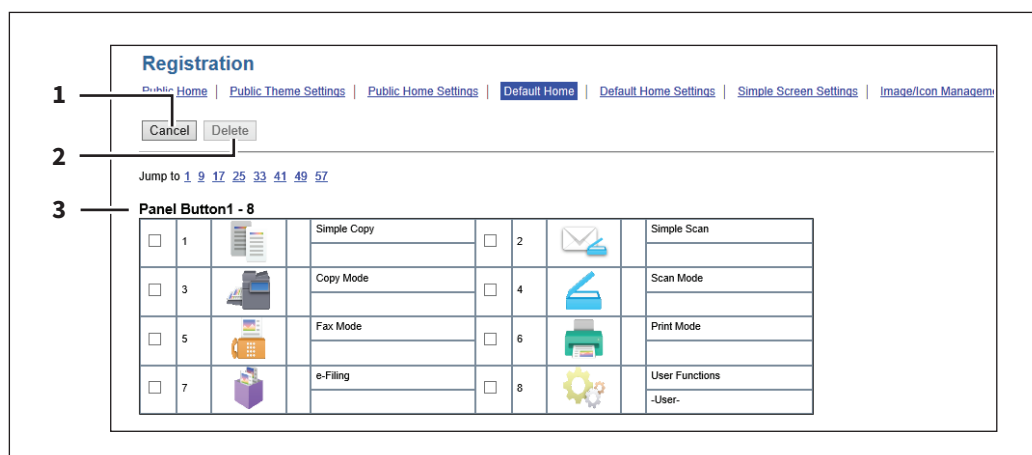 Registration
Public Home | Public Theme Settings | Public Home Settings | Default Home | Default Home Settings | Simple Screen Settings | Image/Icon Managem
1
Cancel Delete
2
Jump to 1 9 17 25 33 41 49 57
3
Panel Button1 - 8
1 Simple Copy 2 Simple Scan
3 Copy Mode 4 Scan Mode
5 Fax Mode 6 Print Mode
7 e-Filing 8 User Functions
-User-